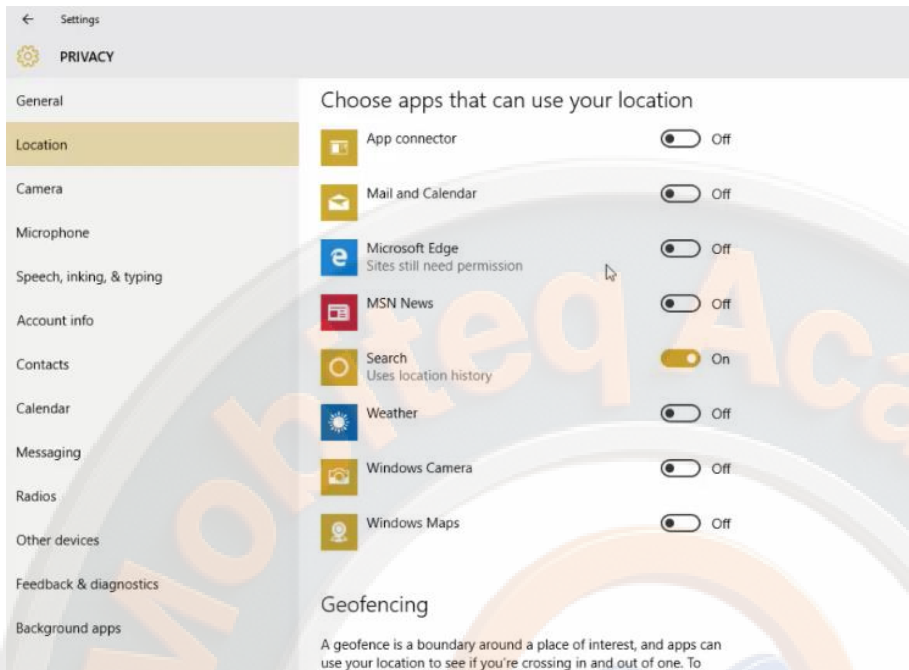 Settings
PRIVACY
General
Location
Camera
Microphone
Speech, inking, & typing
Account info
Contacts
Calendar
Messaging
Radios
Other devices
Feedback & diagnostics
Background apps
Choose apps that can use your location
App connector Off
Mail and Calendar Off
Microsoft Edge Off
Sites still need permission
MSN News Off
Search On
Uses location history
Weather Off
Windows Camera Off
Windows Maps Off
Geofencing
A geofence is a boundary around a place of interest, and apps can
use your location to see if you're crossing in and out of one. To
Mobiteq Aca